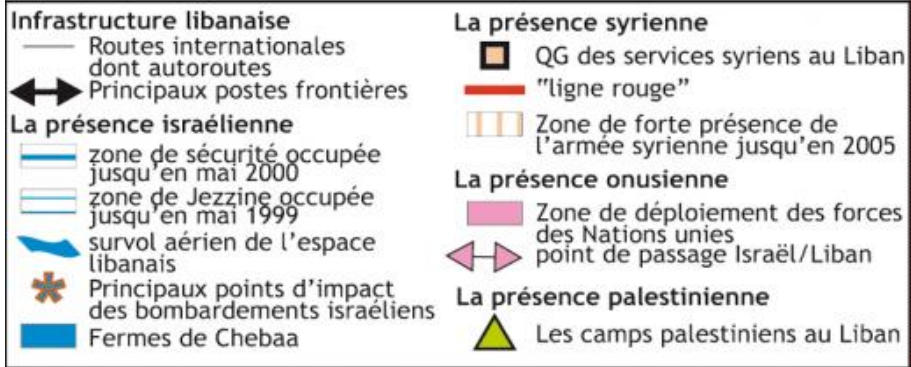 Infrastructure libanaise
Routes internationales
dont autoroutes
Principaux postes frontières
La présence israélienne
zone de sécurité occupée
jusqu'en mai 2000
zone de Jezzine occupée
jusqu'en mai 1999
survol aérien de l'espace
libanais
Principaux points d'impact
des bombardements israéliens
Fermes de Chebaa
La présence syrienne
QG des services syriens au Liban
"ligne rouge"
Zone de forte présence de
l'armée syrienne jusqu'en 2005
La présence onusienne
Zone de déploiement des forces
des Nations unies
point de passage Israël/Liban
La présence palestinienne
Les camps palestiniens au Liban